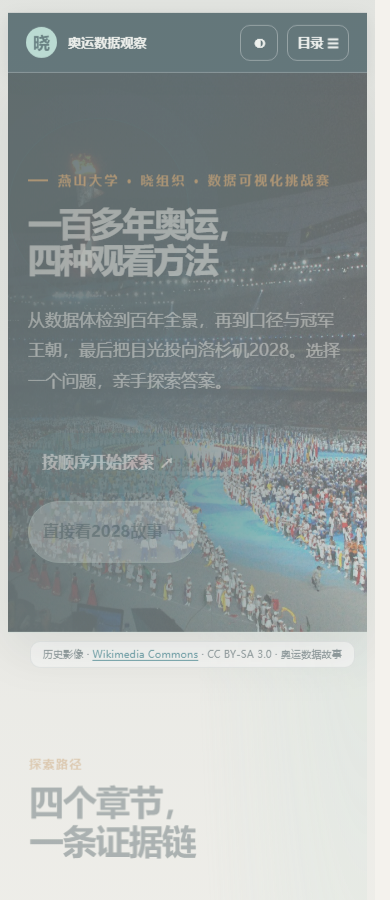 晓 奥运数据观察 目录 ☰
燕山大学 • 晓组织 • 数据可视化挑战赛
一百多年奥运，
四种观看方法
从数据体检到百年全景，再到口径与冠军
王朝，最后把目光投向洛杉矶2028。选择
一个问题，亲手探索答案。
按顺序开始探索 ↗
直接看2028故事 —
历史影像 · Wikimedia Commons · CC BY-SA 3.0 · 奥运数据故事
探索路径
四个章节，
一条证据链